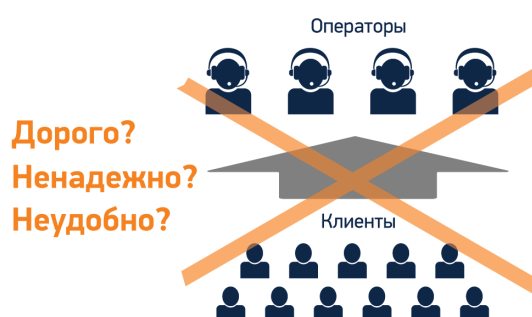 Операторы
Дорого?
Ненадежно?
Неудобно?
Клиенты